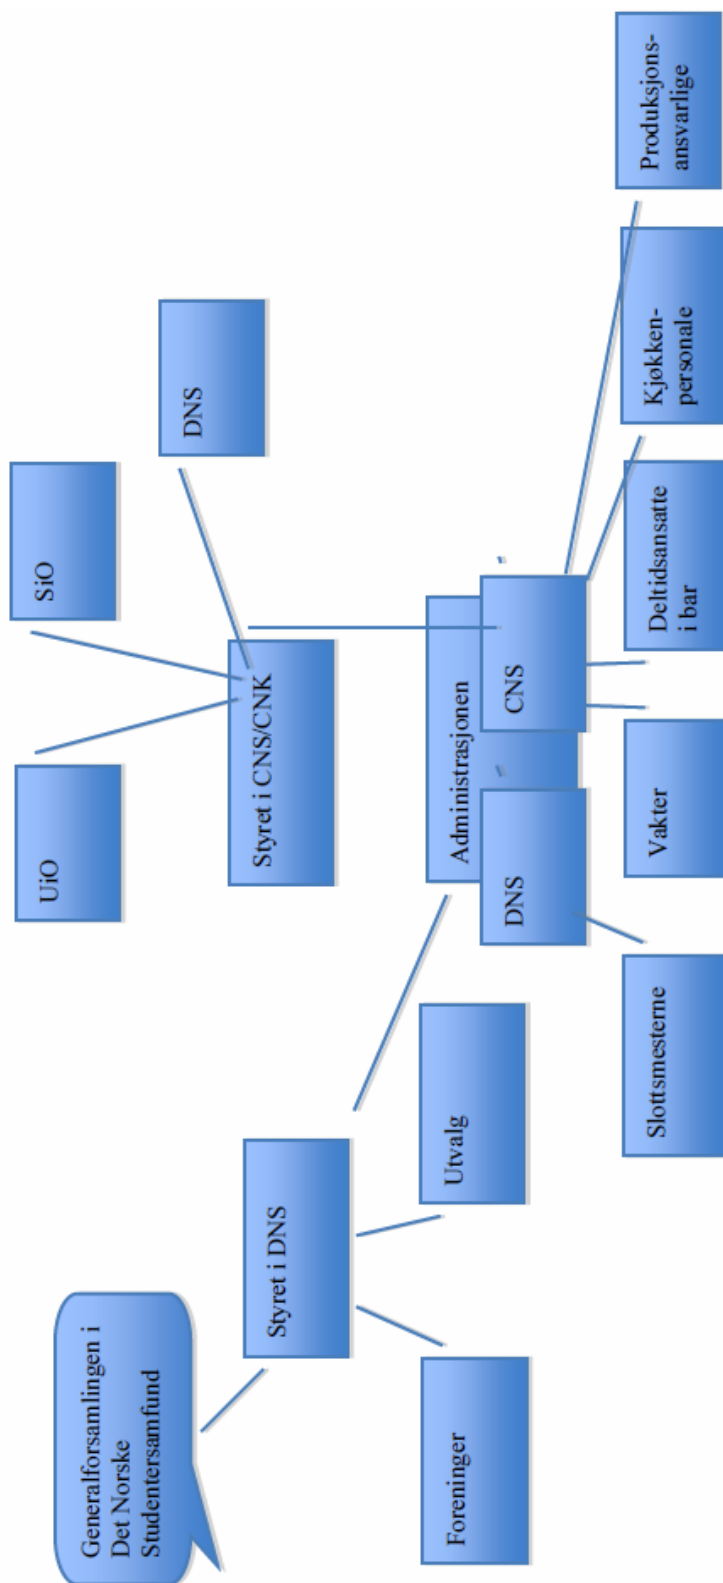 Generalforsamlingen i
Det Norske
Studentersamfund
UiO
SiO
DNS
Styret i DNS
Styret i CNS/CNK
Foreninger
Utvalg
Administrasjonen
DNS
CNS
Slottsmesterne
Vakter
Deltidsansatte
i bar
Kjøkken-
personale
Produksjons-
ansvarlige